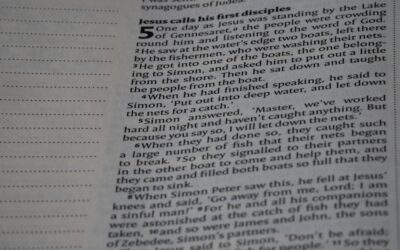 synagogues of Judea.
Jesus calls his first disciples
5 One day as Jesus was standing by the Lake
of Gennesaret, the people were crowding
round him and listening to the word of God.
2 He saw at the water's edge two boats, left there
by the fishermen, who were washing their nets.
3 He got into one of the boats, the one belong-
ing to Simon, and asked him to put out a little
from the shore. Then he sat down and taught
the people from the boat.
4 When he had finished speaking, he said to
Simon, 'Put out into deep water, and let down
the nets for a catch.'
5 Simon answered, 'Master, we've worked
hard all night and haven't caught anything. But
because you say so, I will let down the nets.'
6 When they had done so, they caught such
a large number of fish that their nets began
to break. 7 So they signalled to their partners
in the other boat to come and help them, and
they came and filled both boats so full that they
began to sink.
8 When Simon Peter saw this, he fell at Jesus'
knees and said, 'Go away from me, Lord; I am
a sinful man!' 9 For he and all his companions
were astonished at the catch of fish they had
taken, 10 and so were James and John, the sons
of Zebedee, Simon's partners.
said to Simon, 'Don't be afraid;
So they